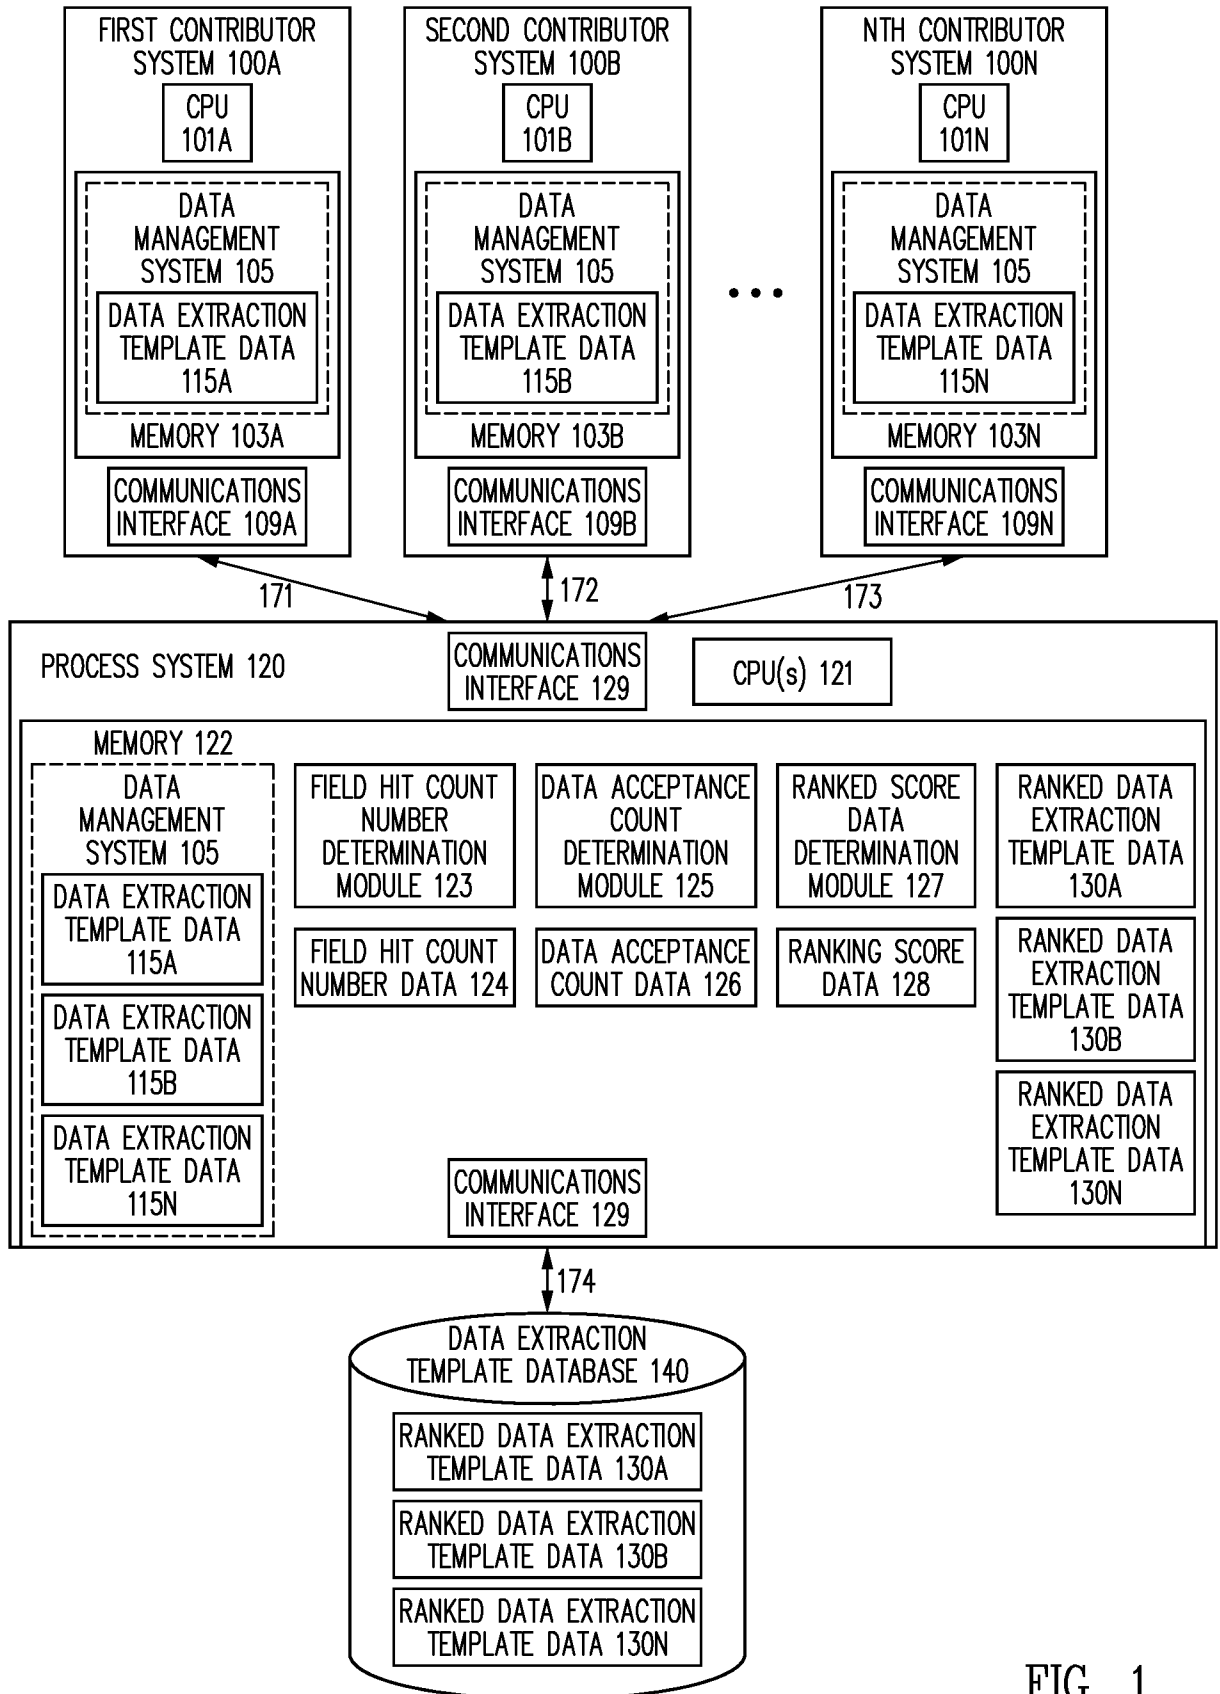 FIRST CONTRIBUTOR
SYSTEM 100A
CPU
101A
DATA
MANAGEMENT
SYSTEM 105
DATA EXTRACTION
TEMPLATE DATA
115A
MEMORY 103A
COMMUNICATIONS
INTERFACE 109A
SECOND CONTRIBUTOR
SYSTEM 100B
CPU
101B
DATA
MANAGEMENT
SYSTEM 105
DATA EXTRACTION
TEMPLATE DATA
115B
MEMORY 103B
COMMUNICATIONS
INTERFACE 109B
NTH CONTRIBUTOR
SYSTEM 100N
CPU
101N
DATA
MANAGEMENT
SYSTEM 105
DATA EXTRACTION
TEMPLATE DATA
115N
MEMORY 103N
COMMUNICATIONS
INTERFACE 109N
171
172
173
PROCESS SYSTEM 120
COMMUNICATIONS
INTERFACE 129
CPU(s) 121
MEMORY 122
DATA
MANAGEMENT
SYSTEM 105
DATA EXTRACTION
TEMPLATE DATA
115A
DATA EXTRACTION
TEMPLATE DATA
115B
DATA EXTRACTION
TEMPLATE DATA
115N
FIELD HIT COUNT
NUMBER
DETERMINATION
MODULE 123
FIELD HIT COUNT
NUMBER DATA 124
DATA ACCEPTANCE
COUNT
DETERMINATION
MODULE 125
DATA ACCEPTANCE
COUNT DATA 126
RANKED SCORE
DATA
DETERMINATION
MODULE 127
RANKING SCORE
DATA 128
RANKED DATA
EXTRACTION
TEMPLATE DATA
130A
RANKED DATA
EXTRACTION
TEMPLATE DATA
130B
RANKED DATA
EXTRACTION
TEMPLATE DATA
130N
COMMUNICATIONS
INTERFACE 129
174
DATA EXTRACTION
TEMPLATE DATABASE 140
RANKED DATA EXTRACTION
TEMPLATE DATA 130A
RANKED DATA EXTRACTION
TEMPLATE DATA 130B
RANKED DATA EXTRACTION
TEMPLATE DATA 130N
FIG. 1